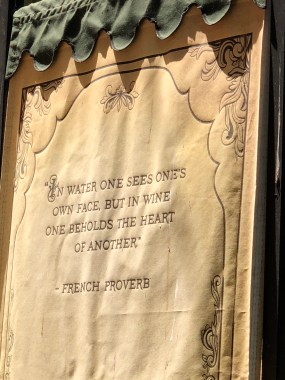 "IN WATER ONE SEES ONE'S
OWN FACE, BUT IN WINE
ONE BEHOLDS THE HEART
OF ANOTHER."
- FRENCH PROVERB